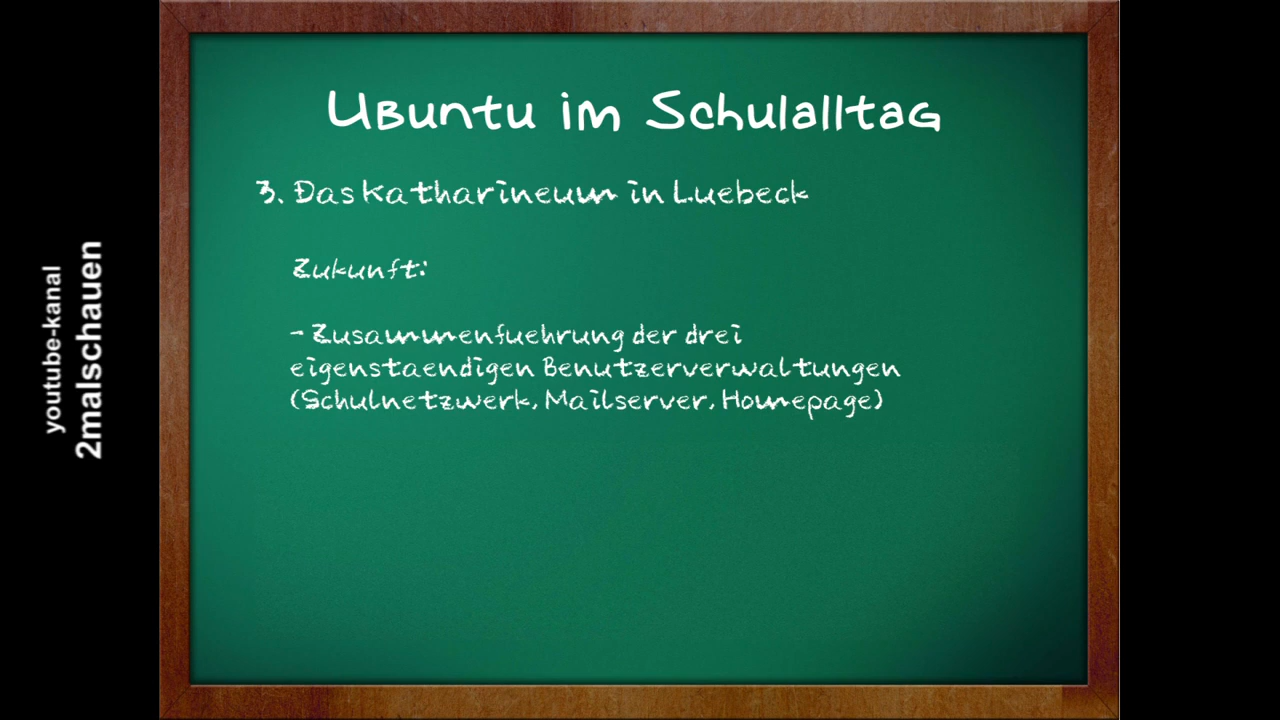 Ubuntu im Schulalltag
3. Das Katharineum in Luebeck
Zukunft:
- Zusammenfuehrung der drei
eigenstaendigen Benutzerverwaltungen
(Schulnetzwerk, Mailserver, Homepage)
youtube-kanal
2malschauen